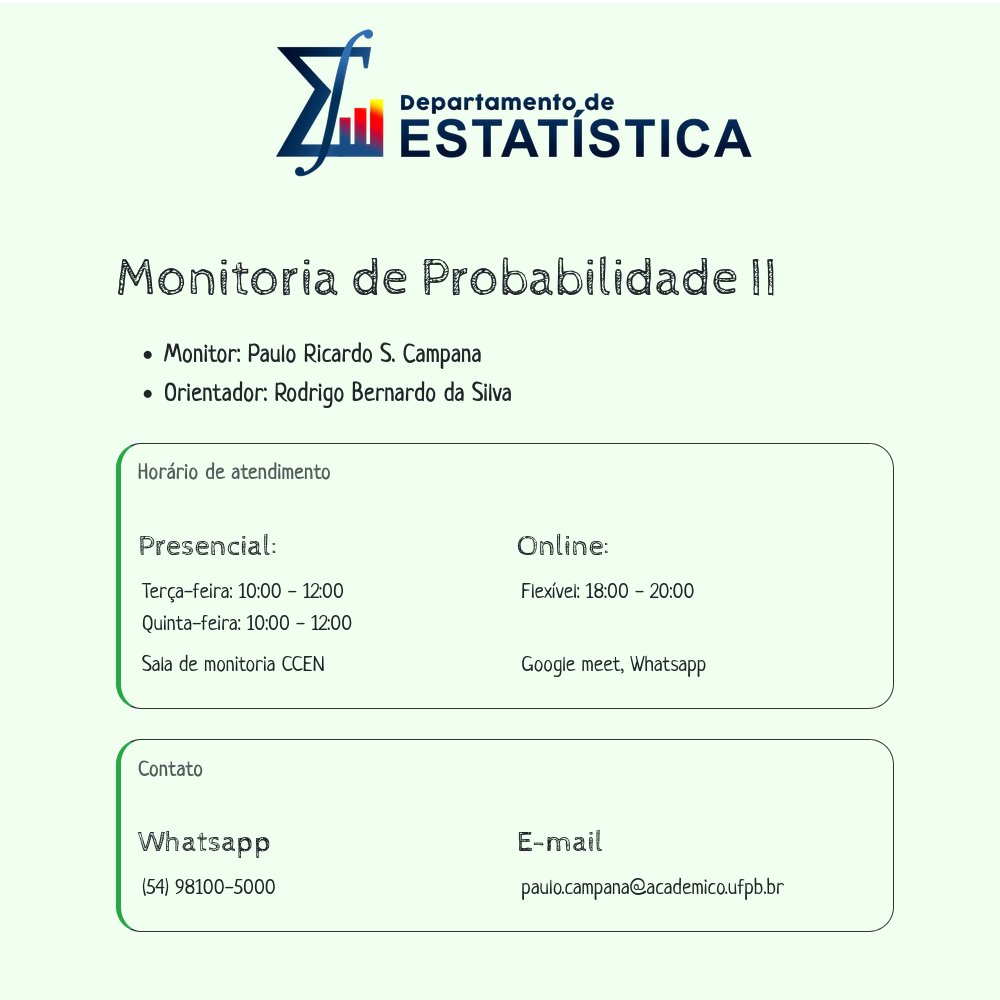 Departamento de
ESTATÍSTICA
Monitoria de Probabilidade II
• Monitor: Paulo Ricardo S. Campana
• Orientador: Rodrigo Bernardo da Silva
Horário de atendimento
Presencial:
Terça-feira: 10:00 - 12:00
Quinta-feira: 10:00 - 12:00
Sala de monitoria CCEN
Online:
Flexível: 18:00 - 20:00
Google meet, Whatsapp
Contato
Whatsapp
(54) 98100-5000
E-mail
paulo.campana@academico.ufpb.br